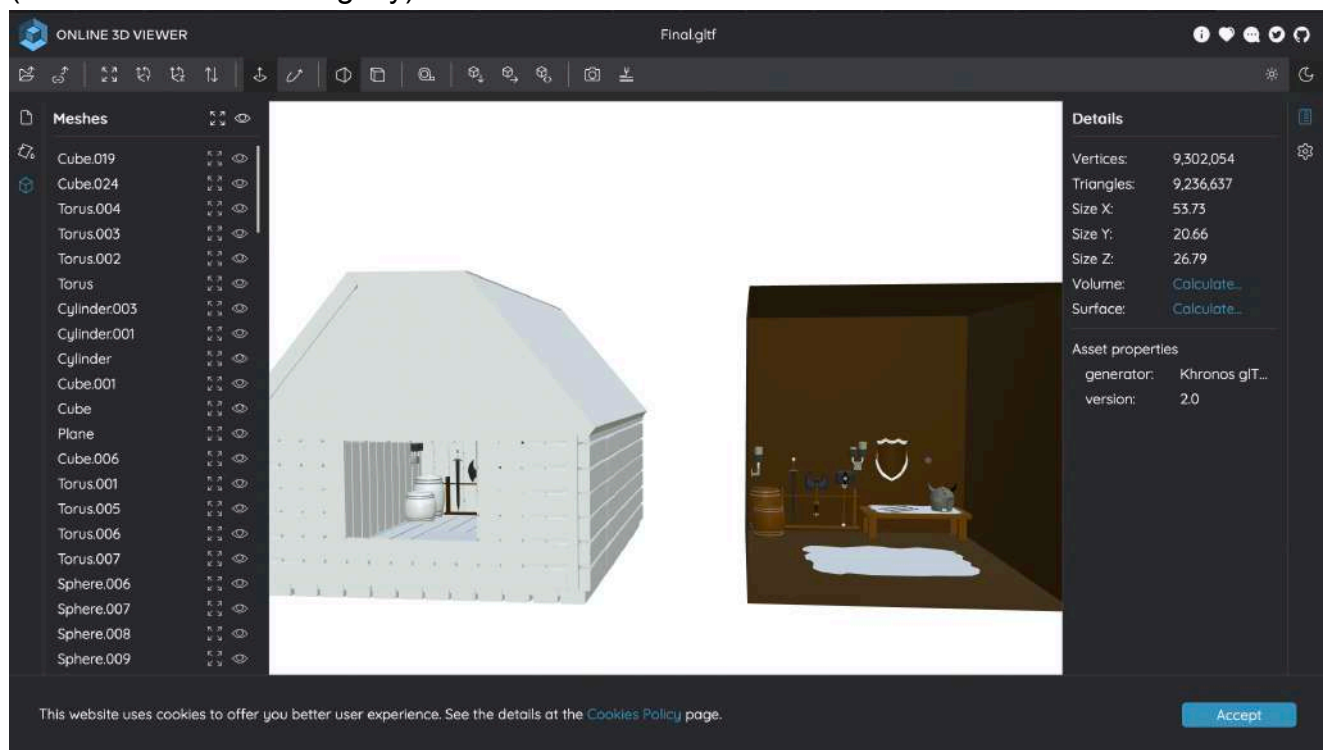 ONLINE 3D VIEWER
Final.gltf
Meshes
Cube.019
Cube.024
Torus.004
Torus.003
Torus.002
Torus
Cylinder.003
Cylinder.001
Cylinder
Cube.001
Cube
Plane
Cube.006
Torus.001
Torus.005
Torus.006
Torus.007
Sphere.006
Sphere.007
Sphere.008
Sphere.009
Details
Vertices: 9,302,054
Triangles: 9,236,637
Size X: 53.73
Size Y: 20.66
Size Z: 26.79
Volume: Calculate...
Surface: Calculate...
Asset properties
generator: Khronos glT...
version: 2.0
This website uses cookies to offer you better user experience. See the details at the Cookies Policy page.
Accept